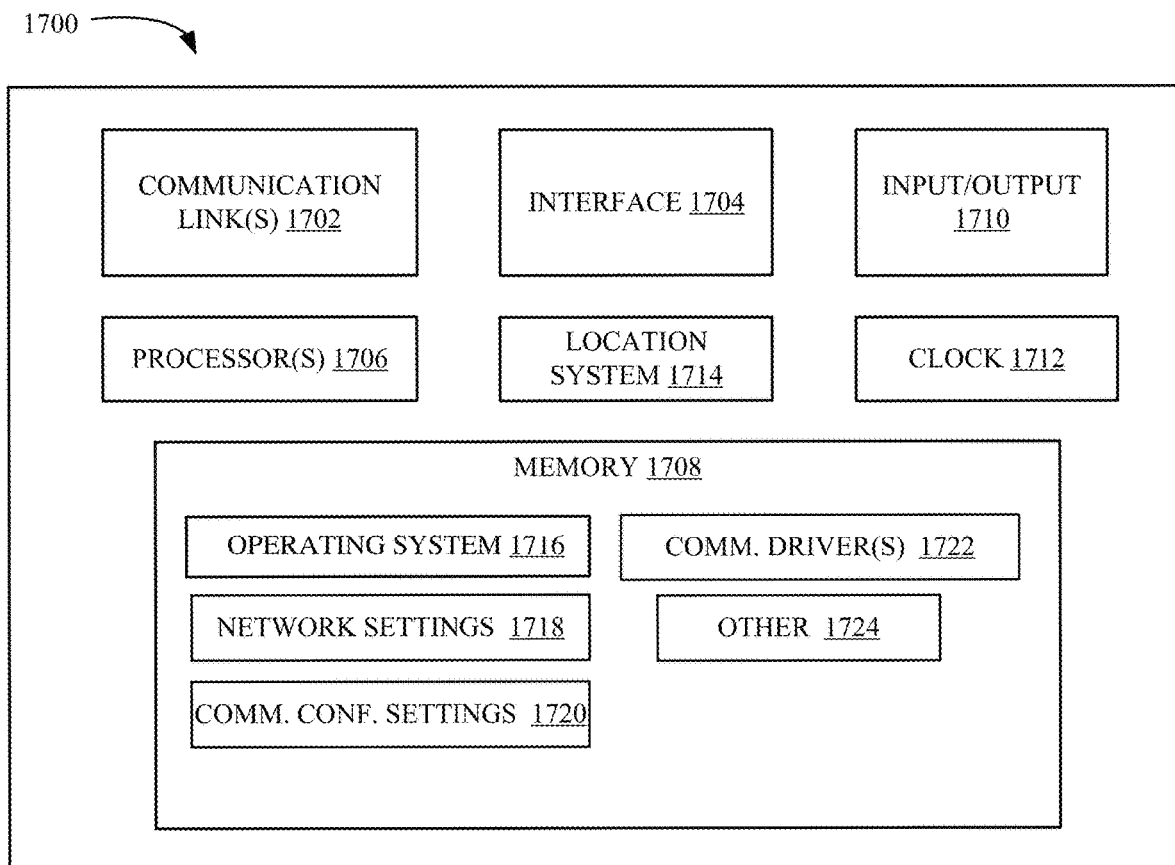 1700
COMMUNICATION
LINK(S) 1702
INTERFACE 1704
INPUT/OUTPUT
1710
PROCESSOR(S) 1706
LOCATION
SYSTEM 1714
CLOCK 1712
MEMORY 1708
OPERATING SYSTEM 1716
COMM. DRIVER(S) 1722
NETWORK SETTINGS 1718
OTHER 1724
COMM. CONF. SETTINGS 1720